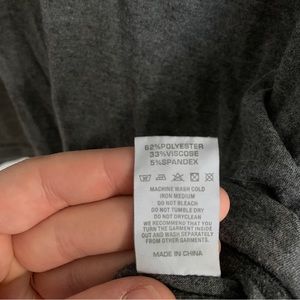 62%POLYESTER
33%VISCOSE
5%SPANDEX
MACHINE WASH COLD
IRON MEDIUM
DO NOT BLEACH
DO NOT TUMBLE DRY
DO NOT DRYCLEAN
WE RECOMMEND THAT YOU
TURN THE GARMENT INSIDE
OUT AND WASH SEPARATELY
FROM OTHER GARMENTS.
MADE IN CHINA